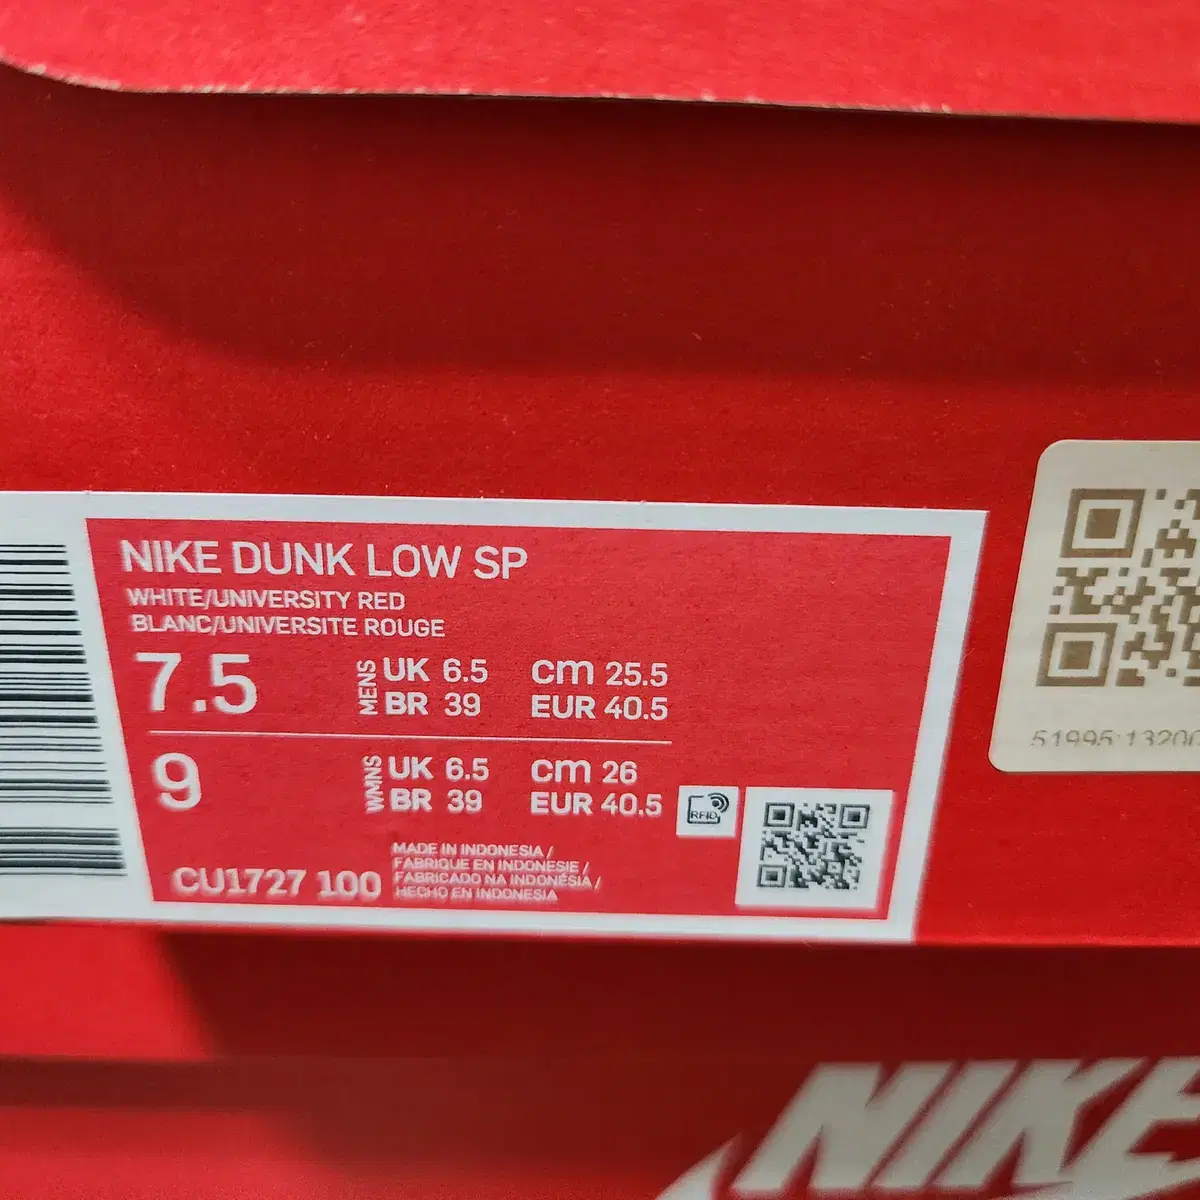 NIKE DUNK LOW SP
WHITE/UNIVERSITY RED
BLANC/UNIVERSITE ROUGE
7.5 MENS UK 6.5 cm 25.5
BR 39 EUR 40.5
9 WMNS UK 6.5 cm 26
BR 39 EUR 40.5
RFID
CU1727 100
MADE IN INDONESIA /
FABRIQUE EN INDONESIE /
FABRICADO NA INDONÉSIA /
HECHO EN INDONESIA
NIKE